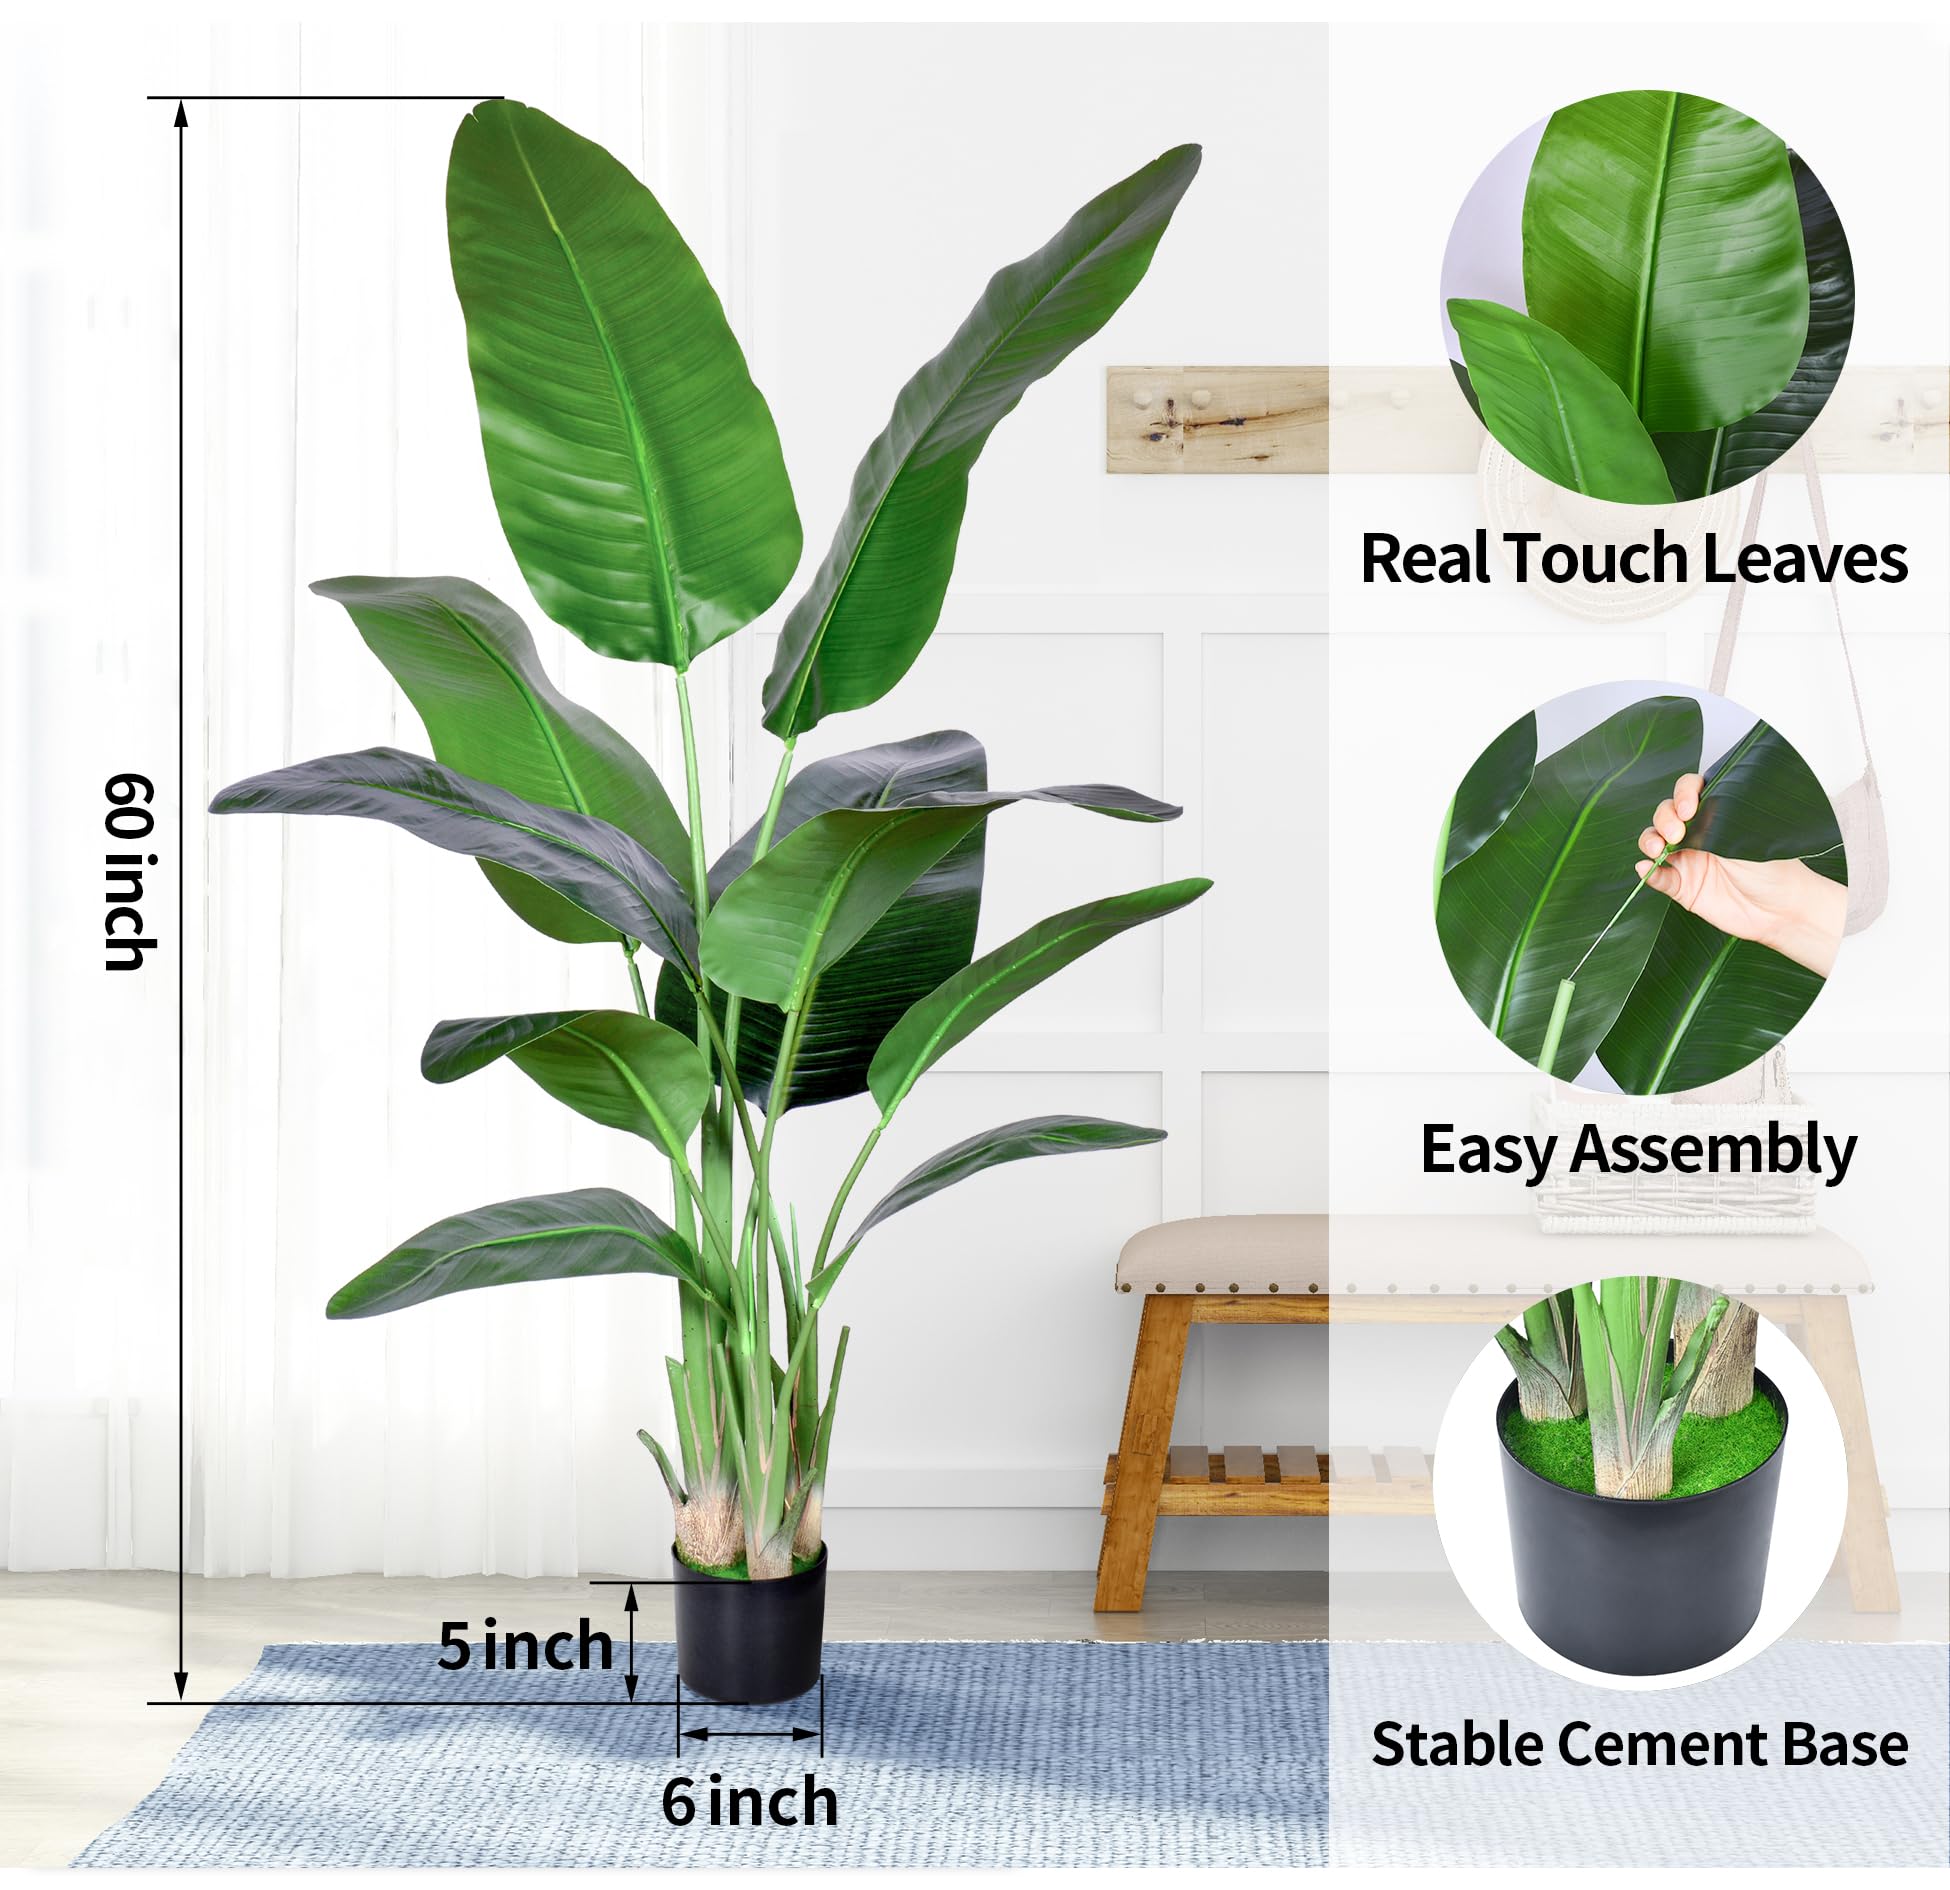 60 inch
5 inch
6 inch
Real Touch Leaves
Easy Assembly
Stable Cement Base